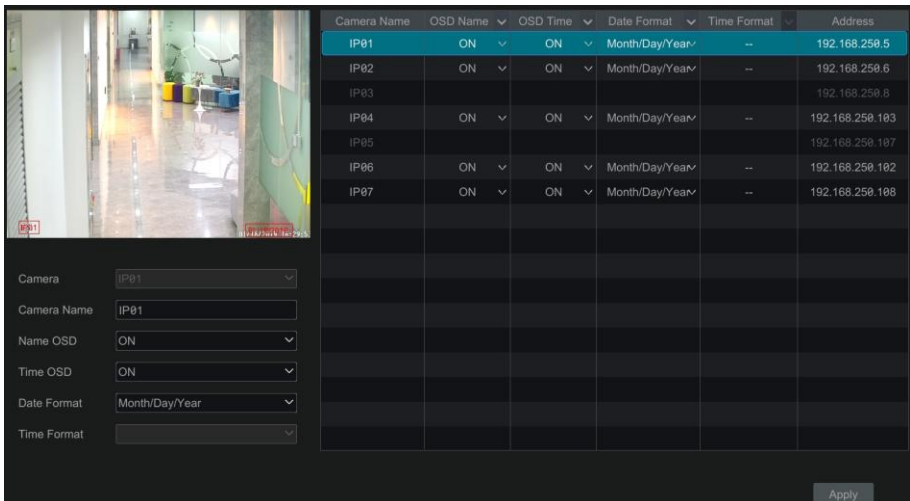 Camera Name OSD Name OSD Time Date Format Time Format Address
IP01 ON ON Month/Day/Year -- 192.168.250.5
IP02 ON ON Month/Day/Year -- 192.168.250.6
IP03 192.168.250.8
IP04 ON ON Month/Day/Year -- 192.168.250.103
IP05 192.168.250.107
IP06 ON ON Month/Day/Year -- 192.168.250.102
IP07 ON ON Month/Day/Year -- 192.168.250.108
IP01
Camera IP01
Camera Name IP01
Name OSD ON
Time OSD ON
Date Format Month/Day/Year
Time Format
Apply